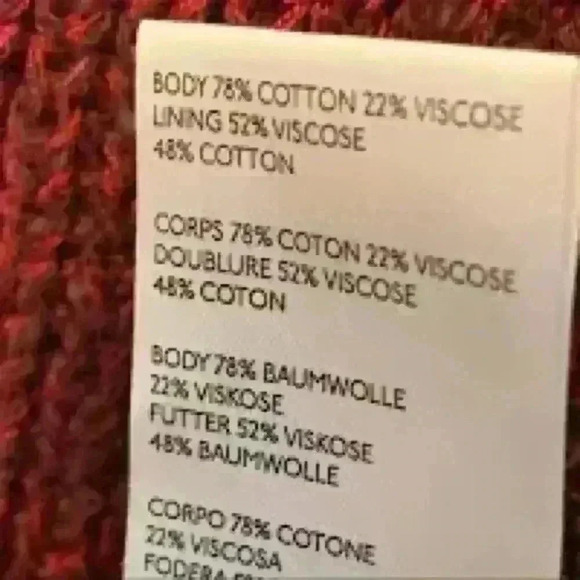 BODY 78% COTTON 22% VISCOSE
LINING 52% VISCOSE
48% COTTON
CORPS 78% COTON 22% VISCOSE
DOUBLURE 52% VISCOSE
48% COTON
BODY 78% BAUMWOLLE
22% VISKOSE
FUTTER 52% VISKOSE
48% BAUMWOLLE
CORPO 78% COTONE
22% VISCOSA
FODERA